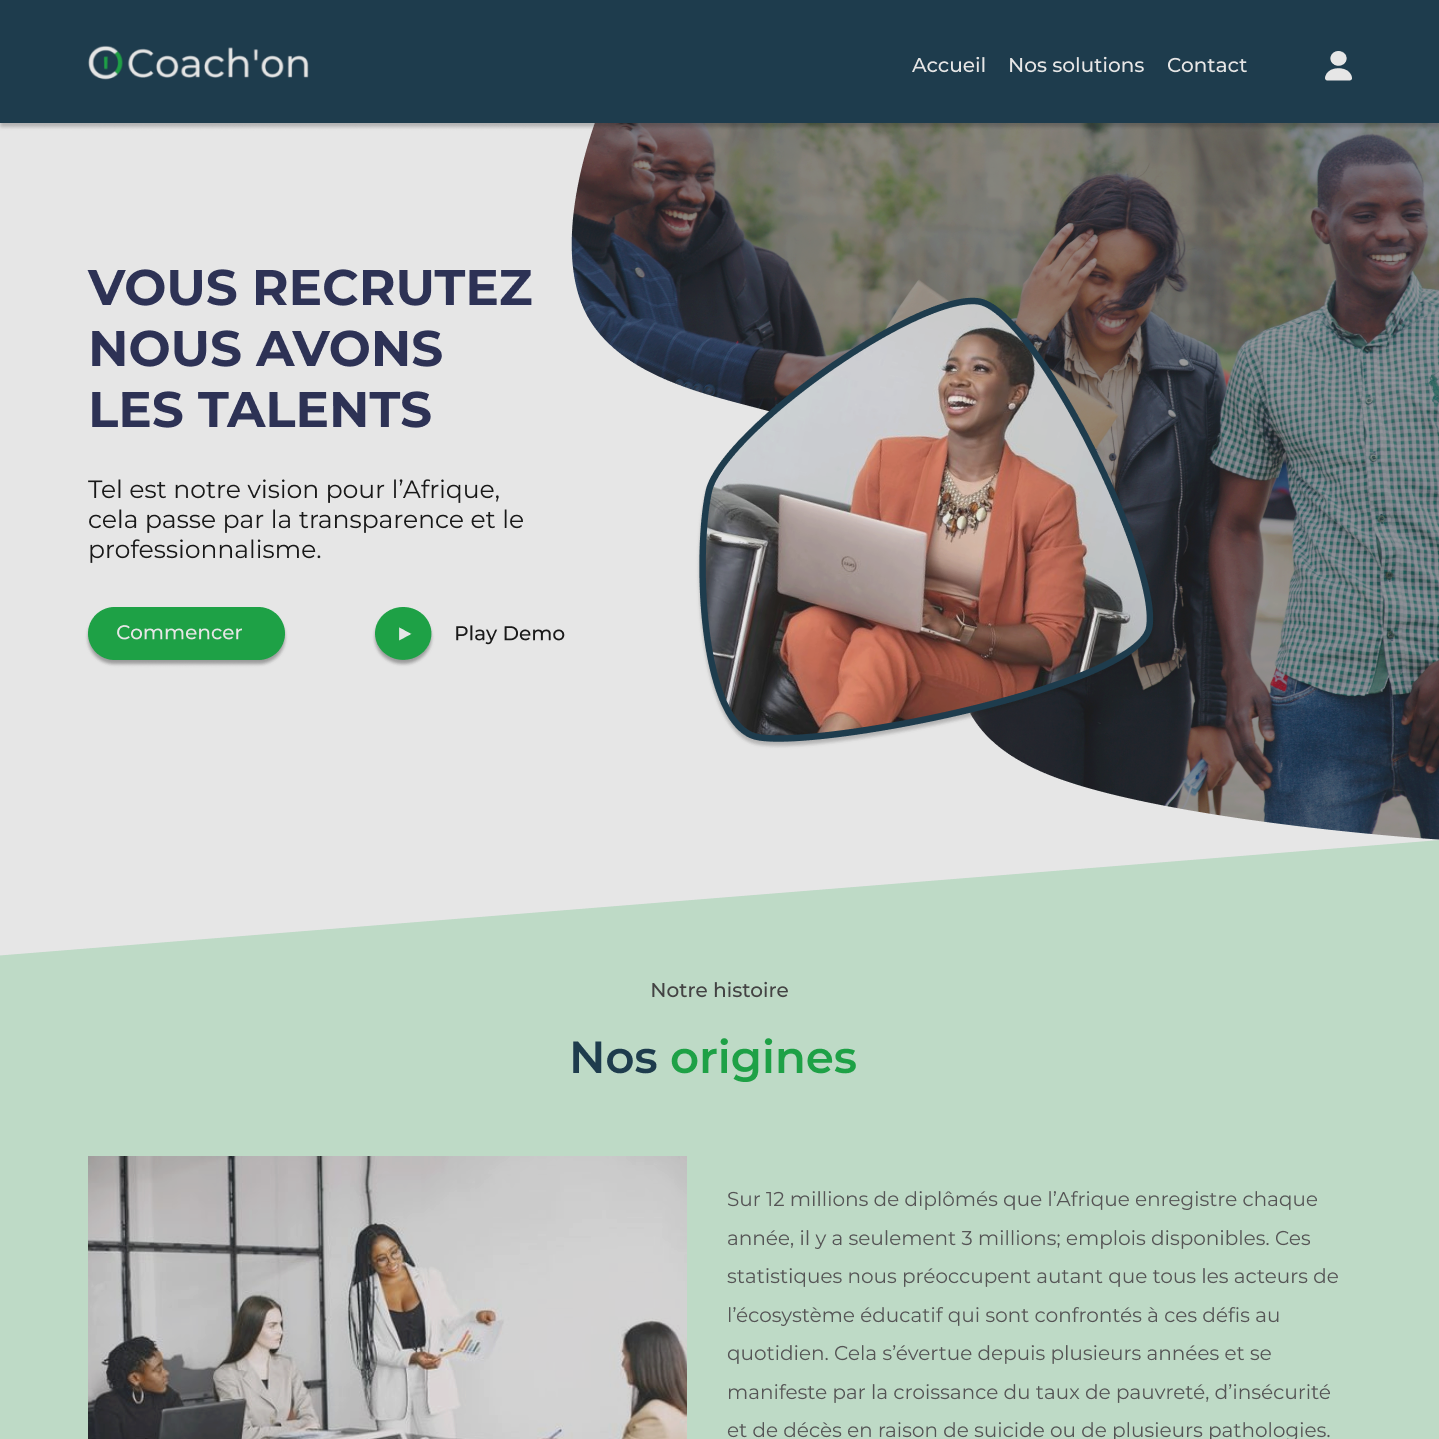 Coach'on
Accueil Nos solutions Contact
VOUS RECRUTEZ
NOUS AVONS
LES TALENTS
Tel est notre vision pour l’Afrique,
cela passe par la transparence et le
professionnalisme.
Commencer
Play Demo
DELL
Notre histoire
Nos origines
Sur 12 millions de diplômés que l’Afrique enregistre chaque
année, il y a seulement 3 millions; emplois disponibles. Ces
statistiques nous préoccupent autant que tous les acteurs de
l’écosystème éducatif qui sont confrontés à ces défis au
quotidien. Cela s’évertue depuis plusieurs années et se
manifeste par la croissance du taux de pauvreté, d’insécurité
et de décès en raison de suicide ou de plusieurs pathologies.